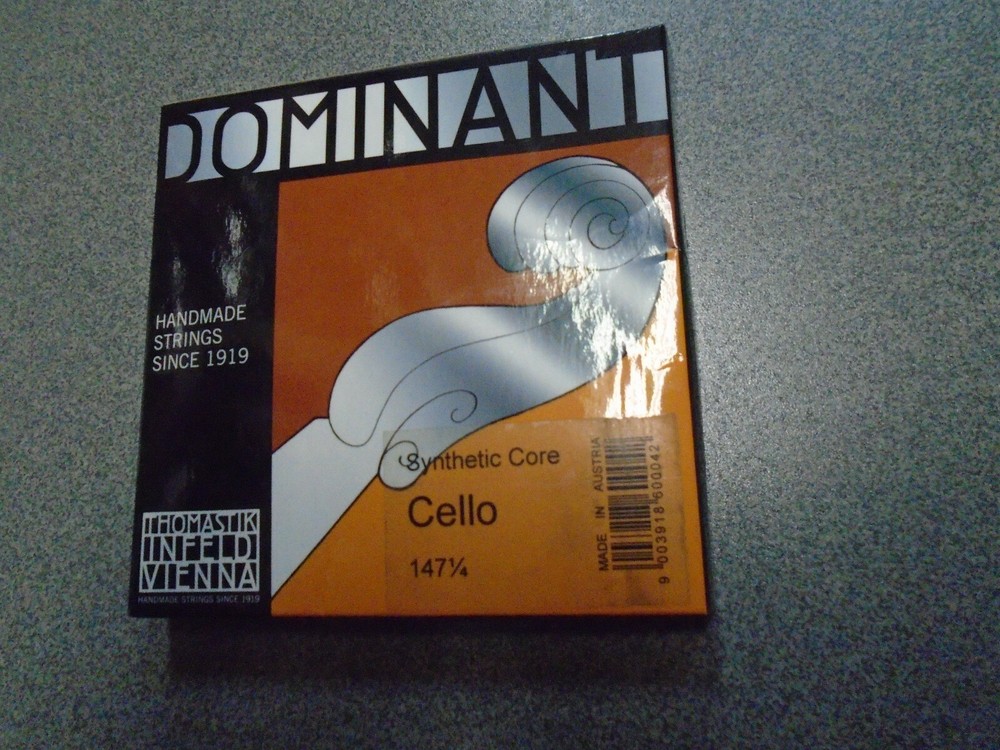 DOMINANT
HANDMADE
STRINGS
SINCE 1919
THOMASTIK
INFELD
VIENNA
HANDMADE STRINGS SINCE 1919
Synthetic Core
Cello
147¼
MADE IN AUSTRIA
9 003918 600042